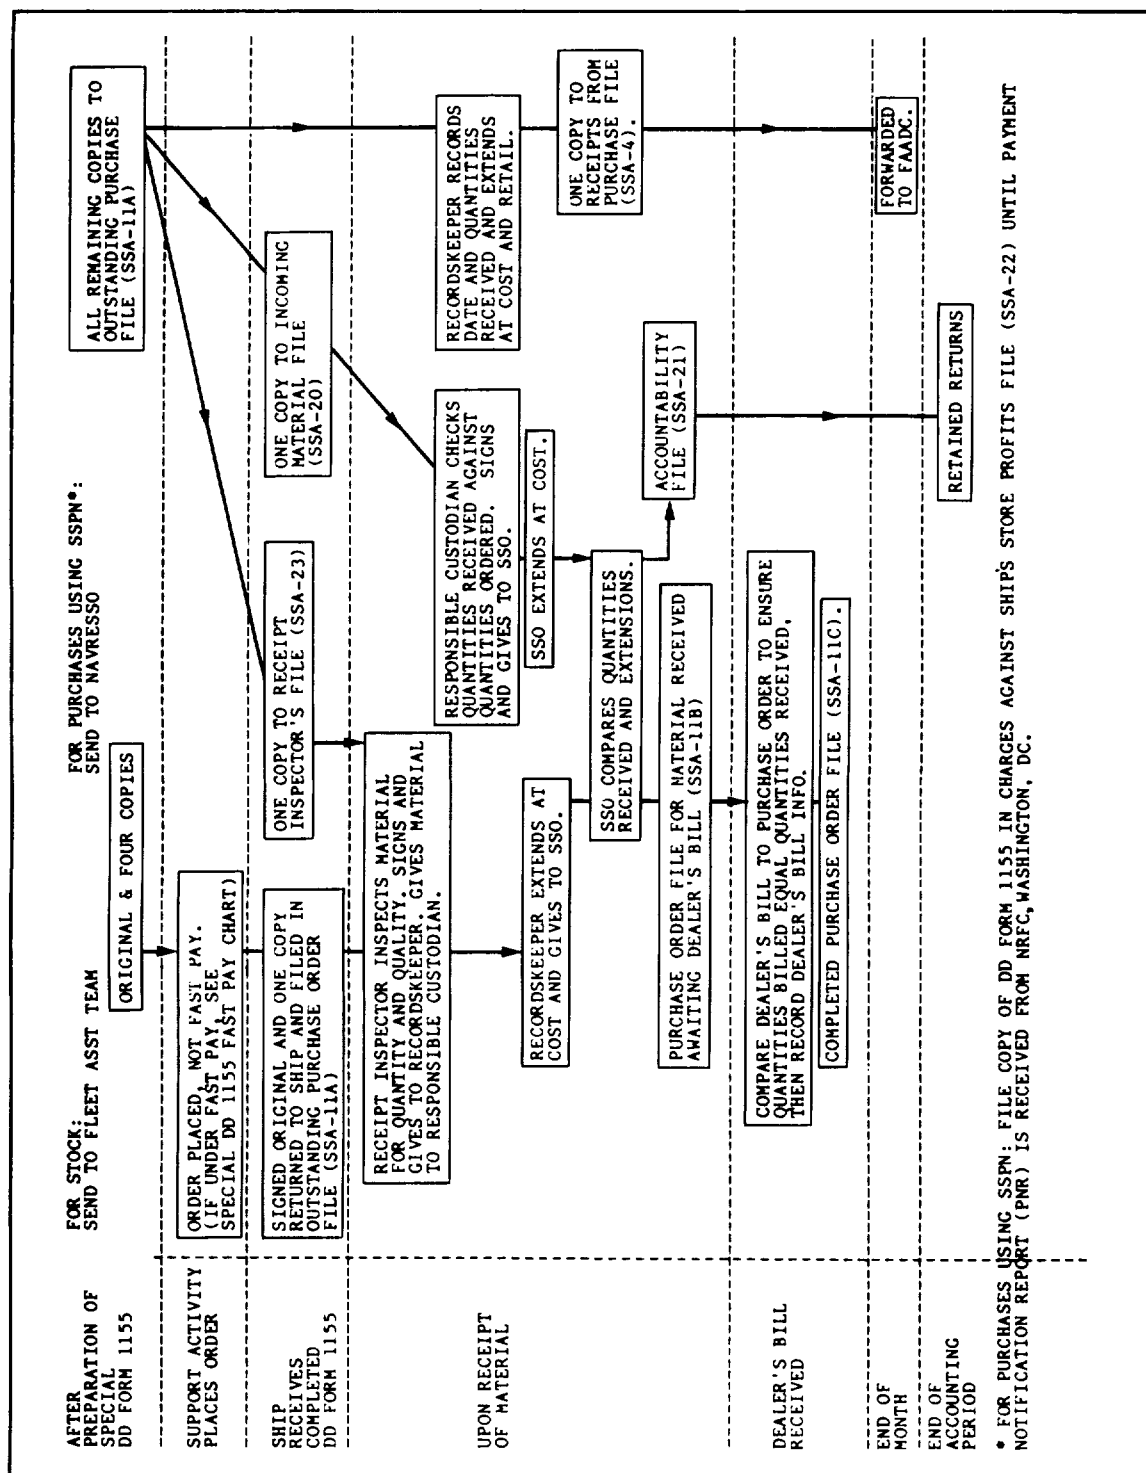 AFTER
PREPARATION OF
SPECIAL
DD FORM 1155
FOR STOCK:
SEND TO FLEET ASST TEAM
FOR PURCHASES USING SSPN*:
SEND TO NAVRESSO
ORIGINAL & FOUR COPIES
ALL REMAINING COPIES TO
OUTSTANDING PURCHASE
FILE (SSA-11A)
SUPPORT ACTIVITY
PLACES ORDER
ORDER PLACED, NOT FAST PAY.
(IF UNDER FAST PAY, SEE
SPECIAL DD 1155 FAST PAY CHART)
SHIP
RECEIVES
COMPLETED
DD FORM 1155
SIGNED ORIGINAL AND ONE COPY
RETURNED TO SHIP AND FILED IN
OUTSTANDING PURCHASE ORDER
FILE (SSA-11A)
ONE COPY TO RECEIPT
INSPECTOR'S FILE (SSA-23)
ONE COPY TO INCOMING
MATERIAL FILE
(SSA-20)
UPON RECEIPT
OF MATERIAL
RECEIPT INSPECTOR INSPECTS MATERIAL
FOR QUANTITY AND QUALITY. SIGNS AND
GIVES TO RECORDSKEEPER. GIVES MATERIAL
TO RESPONSIBLE CUSTODIAN.
RESPONSIBLE CUSTODIAN CHECKS
QUANTITIES RECEIVED AGAINST
QUANTITIES ORDERED. SIGNS
AND GIVES TO SSO.
RECORDSKEEPER RECORDS
DATE AND QUANTITIES
RECEIVED AND EXTENDS
AT COST AND RETAIL.
SSO EXTENDS AT COST.
RECORDSKEEPER EXTENDS AT
COST AND GIVES TO SSO.
ONE COPY TO
RECEIPTS FROM
PURCHASE FILE
(SSA-4).
SSO COMPARES QUANTITIES
RECEIVED AND EXTENSIONS.
ACCOUNTABILITY
FILE (SSA-21)
PURCHASE ORDER FILE FOR MATERIAL RECEIVED
AWAITING DEALER'S BILL (SSA-11B)
DEALER'S BILL
RECEIVED
COMPARE DEALER'S BILL TO PURCHASE ORDER TO ENSURE
QUANTITIES BILLED EQUAL QUANTITIES RECEIVED,
THEN RECORD DEALER'S BILL INFO.
COMPLETED PURCHASE ORDER FILE (SSA-11C).
END OF
MONTH
FORWARDED
TO FAADC.
END OF
ACCOUNTING
PERIOD
RETAINED RETURNS
* FOR PURCHASES USING SSPN: FILE COPY OF DD FORM 1155 IN CHARGES AGAINST SHIP'S STORE PROFITS FILE (SSA-22) UNTIL PAYMENT
NOTIFICATION REPORT (PNR) IS RECEIVED FROM NRFC, WASHINGTON, DC.